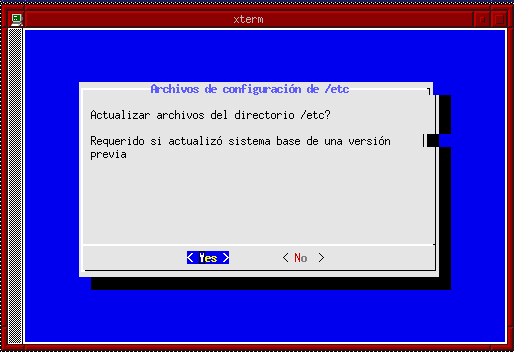 xterm
Archivos de configuración de /etc
Actualizar archivos del directorio /etc?
Requerido si actualizó sistema base de una versión
previa
< Yes > < No >